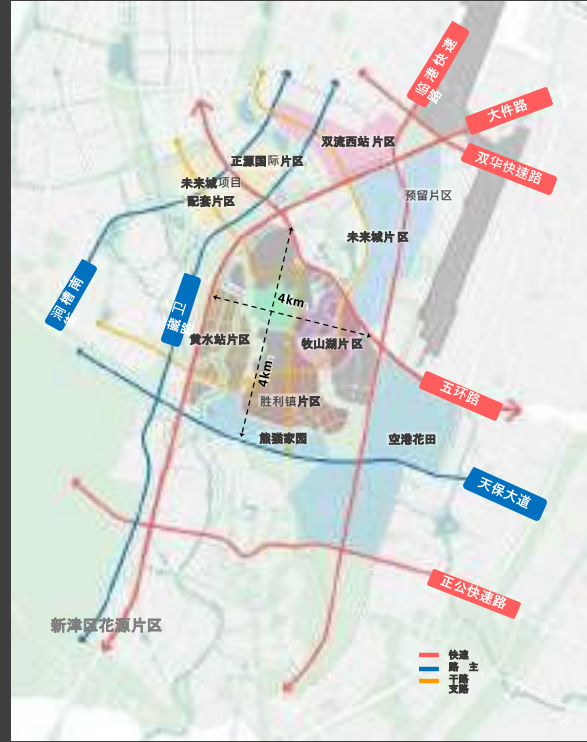 临港快速
路
大件路
双流西站片区
双华快速路
正源国际片区
未来城项目
配套片区
预留片区
未来城片区
涧槽南
街
藏卫
路
4km
黄水站片区
牧山湖片区
4km
五环路
胜利镇片区
熊猫家园
空港花田
天保大道
正公快速路
新津区花源片区
快速
路 主
干路
支路